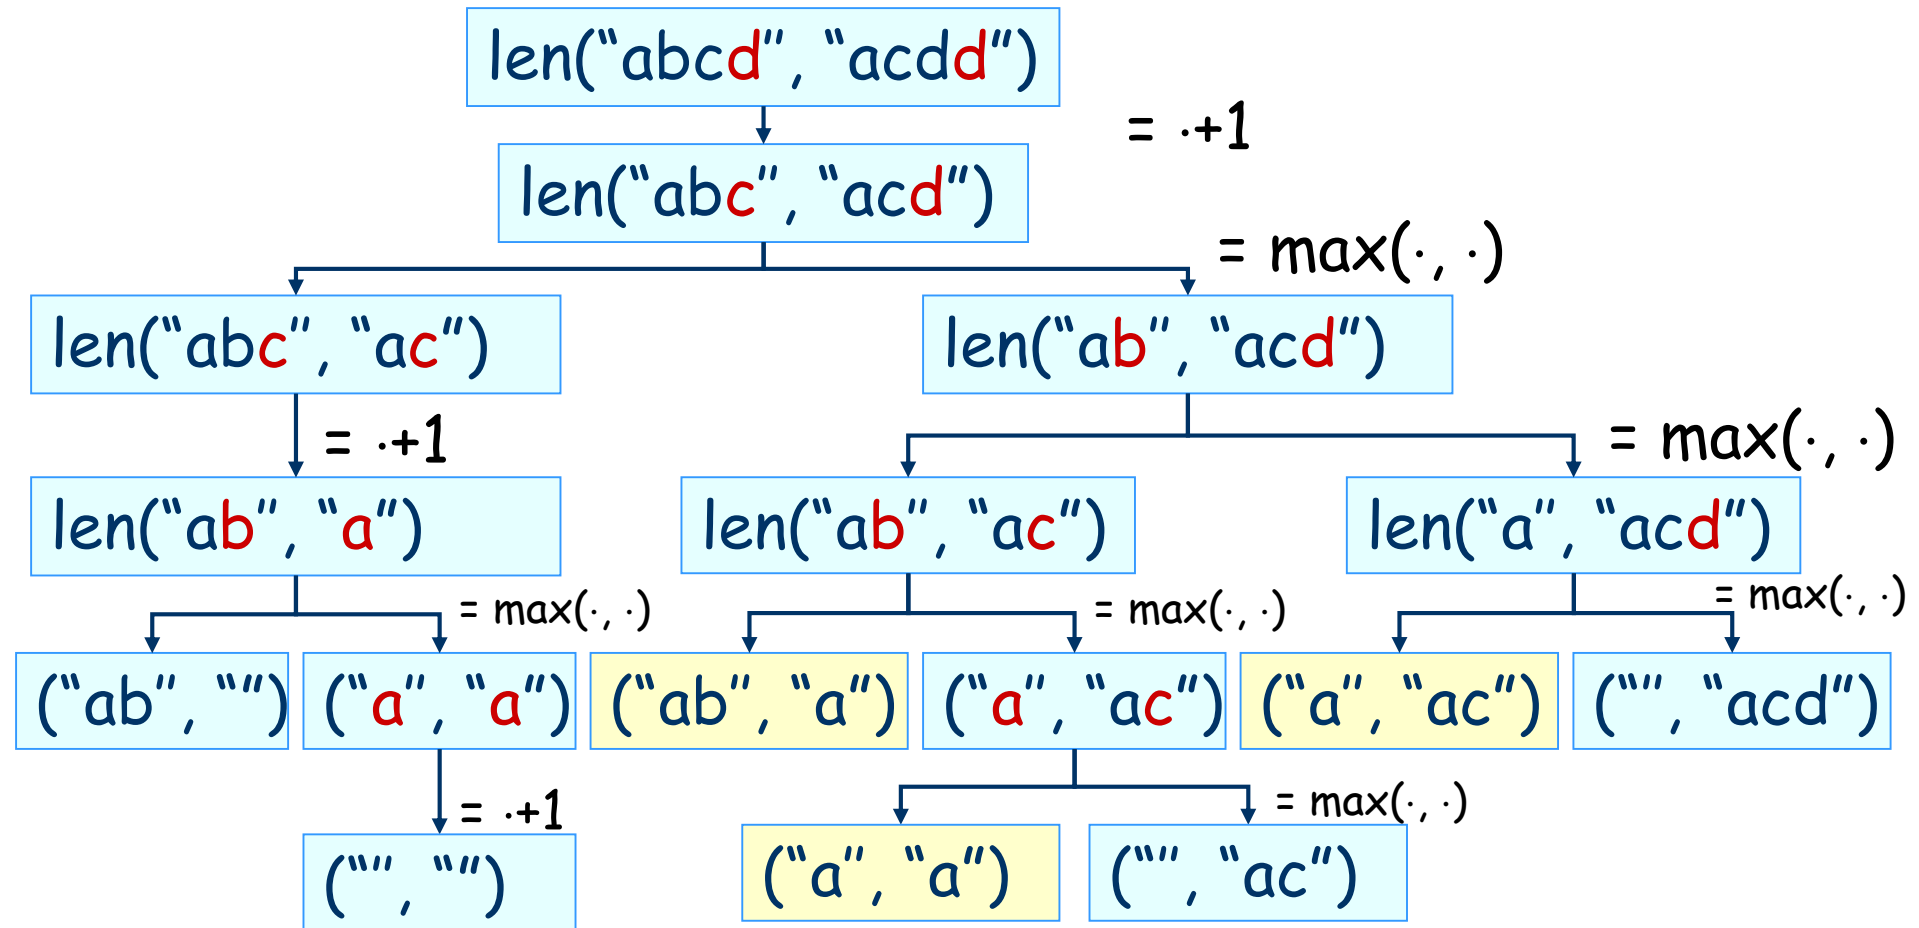 len("abcd", "acdd")
= ·+1
len("abc", "acd")
= max(·, ·)
len("abc", "ac")
len("ab", "acd")
= ·+1
= max(·, ·)
len("ab", "a")
len("ab", "ac")
len("a", "acd")
= max(·, ·)
= max(·, ·)
= max(·, ·)
("ab", "")
("a", "a")
("ab", "a")
("a", "ac")
("a", "ac")
("", "acd")
= ·+1
= max(·, ·)
("", "")
("a", "a")
("", "ac")